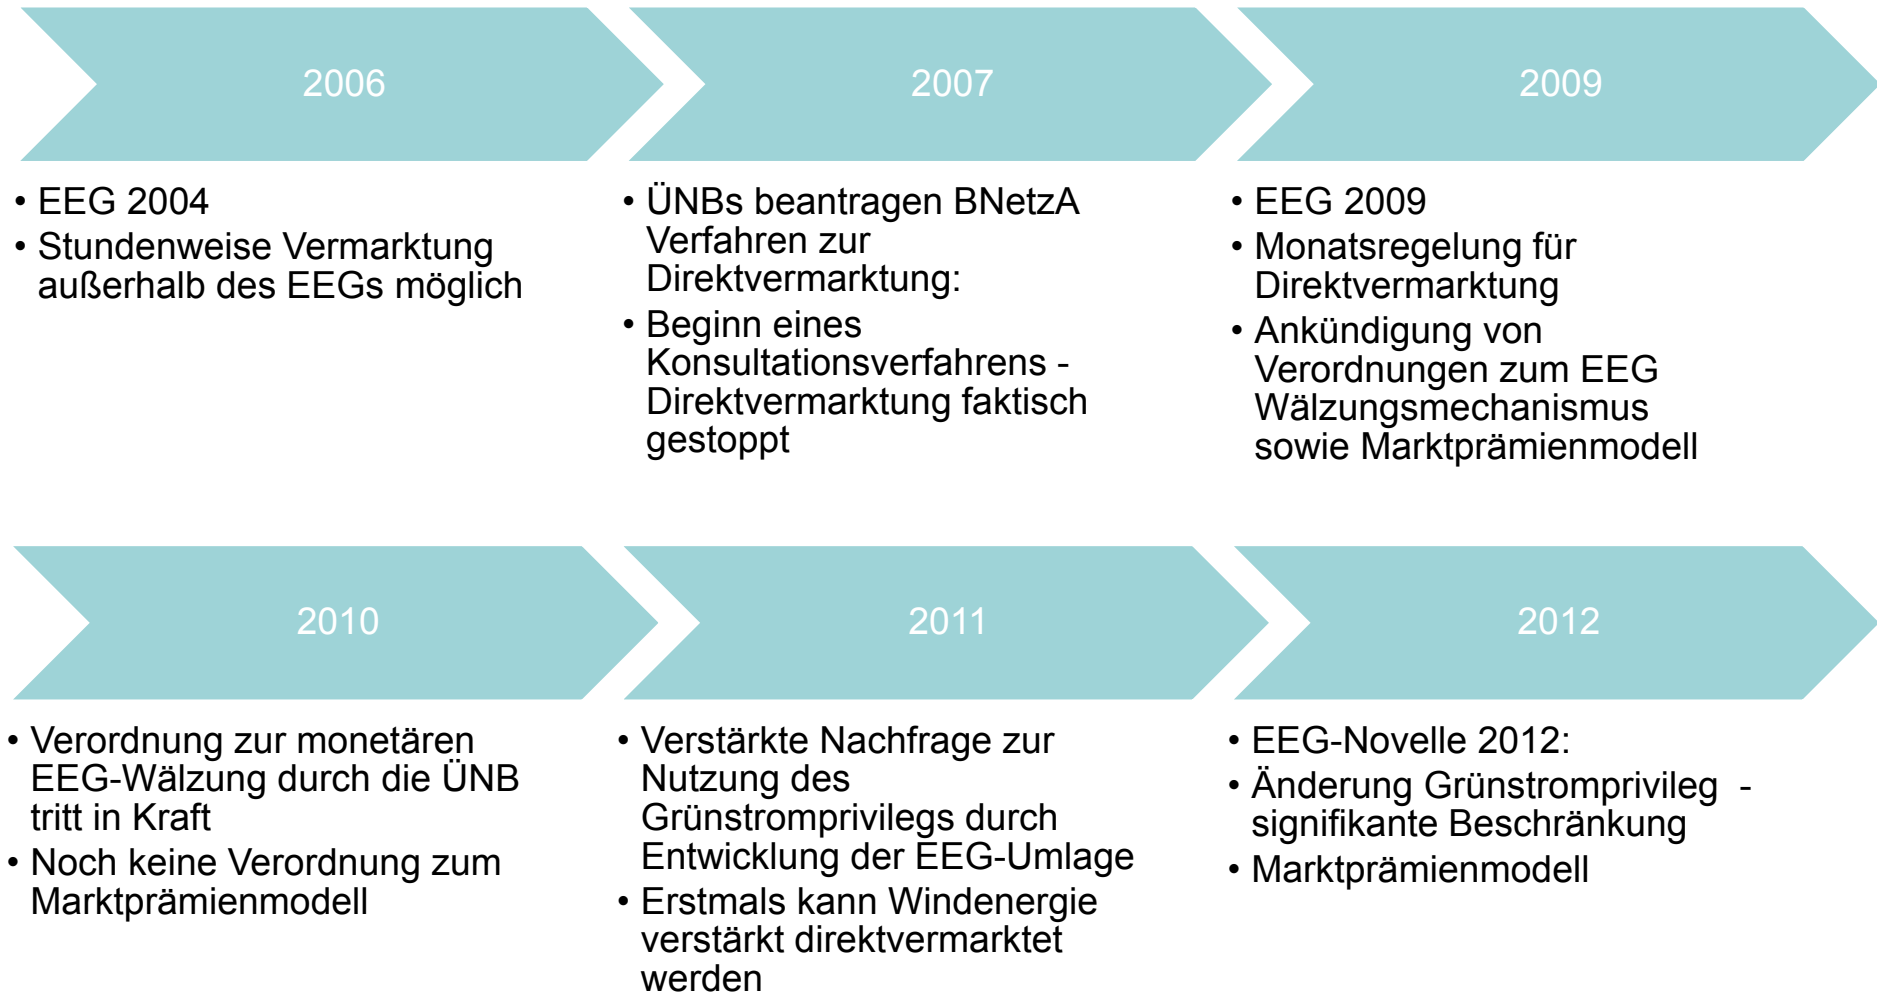 2006
• EEG 2004
• Stundenweise Vermarktung
außerhalb des EEGs möglich
2007
• ÜNBs beantragen BNetzA
Verfahren zur
Direktvermarktung:
• Beginn eines
Konsultationsverfahrens -
Direktvermarktung faktisch
gestoppt
2009
• EEG 2009
• Monatsregelung für
Direktvermarktung
• Ankündigung von
Verordnungen zum EEG
Wälzungsmechanismus
sowie Marktprämienmodell
2010
• Verordnung zur monetären
EEG-Wälzung durch die ÜNB
tritt in Kraft
• Noch keine Verordnung zum
Marktprämienmodell
2011
• Verstärkte Nachfrage zur
Nutzung des
Grünstromprivilegs durch
Entwicklung der EEG-Umlage
• Erstmals kann Windenergie
verstärkt direktvermarktet
werden
2012
• EEG-Novelle 2012:
• Änderung Grünstromprivileg -
signifikante Beschränkung
• Marktprämienmodell